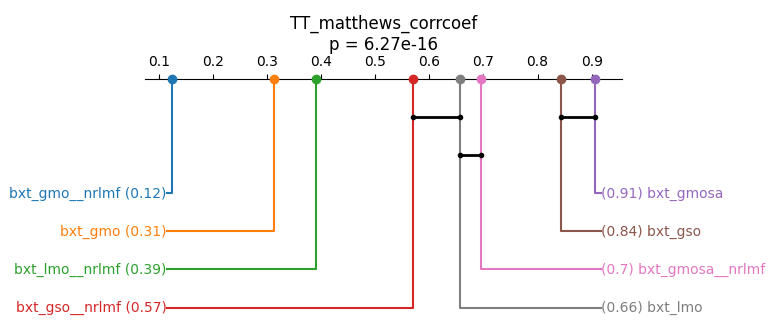 TT_matthews_corrcoef
p = 6.27e-16
0.1 0.2 0.3 0.4 0.5 0.6 0.7 0.8 0.9
bxt_gmo__nrlmf (0.12) (0.91) bxt_gmosa
bxt_gmo (0.31) (0.84) bxt_gso
bxt_lmo__nrlmf (0.39) (0.7) bxt_gmosa__nrlmf
bxt_gso__nrlmf (0.57) (0.66) bxt_lmo